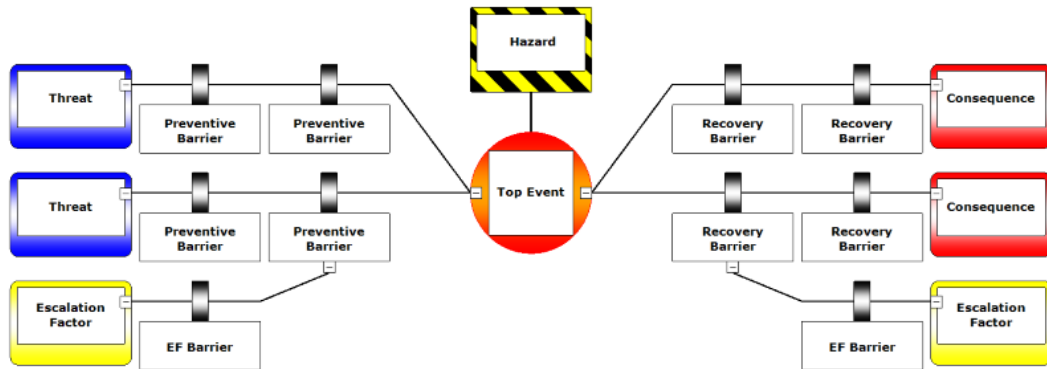 Hazard
Threat
Preventive
Barrier
Preventive
Barrier
Recovery
Barrier
Recovery
Barrier
Consequence
Top Event
Threat
Preventive
Barrier
Preventive
Barrier
Recovery
Barrier
Recovery
Barrier
Consequence
Escalation
Factor
EF Barrier
EF Barrier
Escalation
Factor